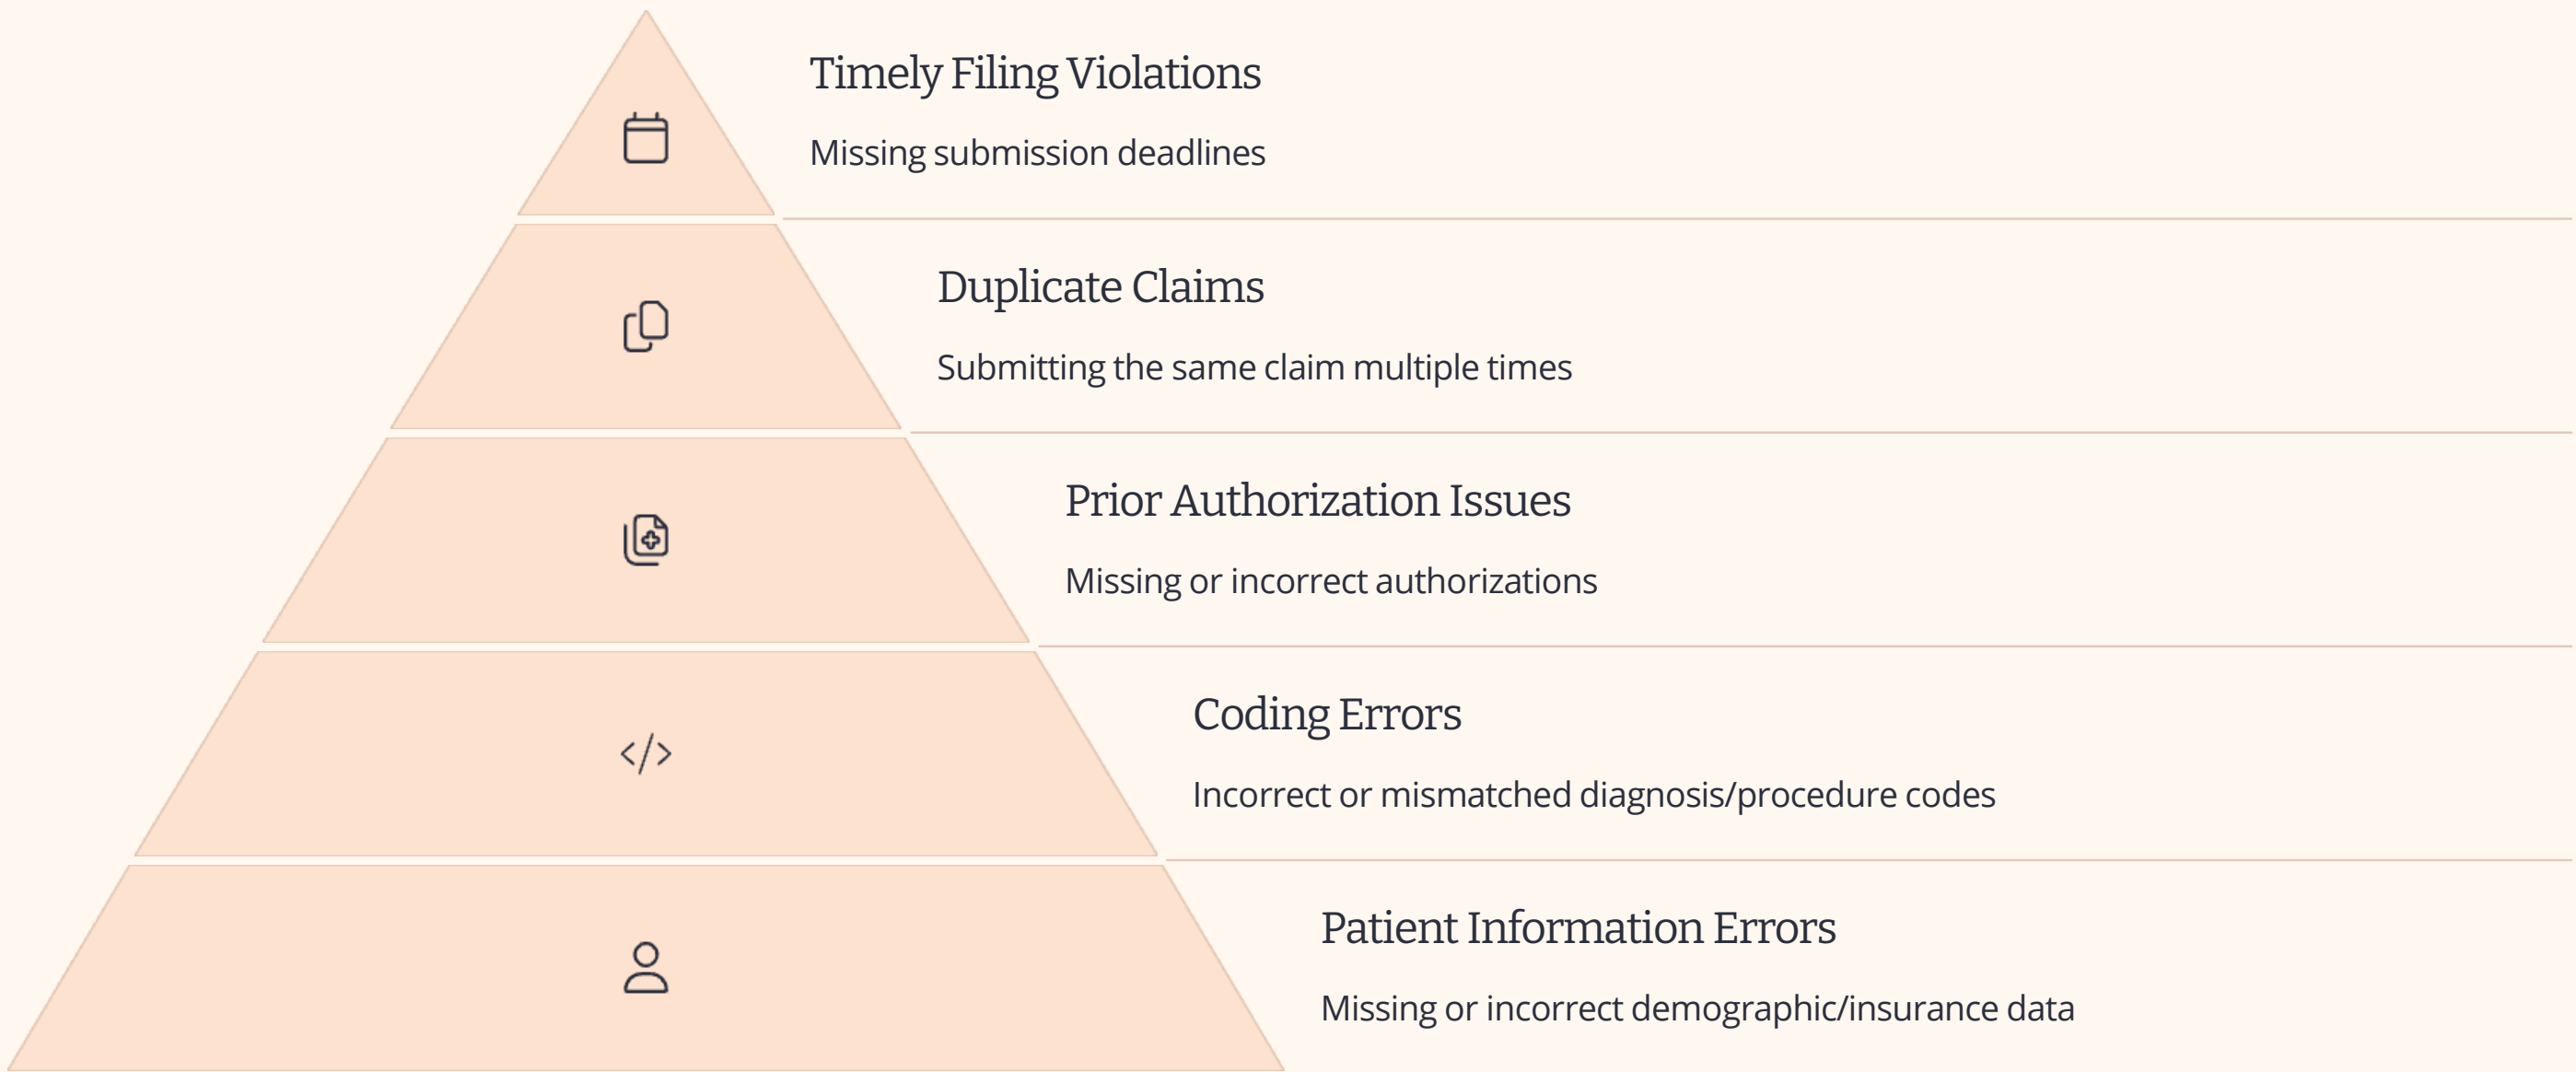 Timely Filing Violations
Missing submission deadlines
Duplicate Claims
Submitting the same claim multiple times
Prior Authorization Issues
Missing or incorrect authorizations
Coding Errors
Incorrect or mismatched diagnosis/procedure codes
Patient Information Errors
Missing or incorrect demographic/insurance data